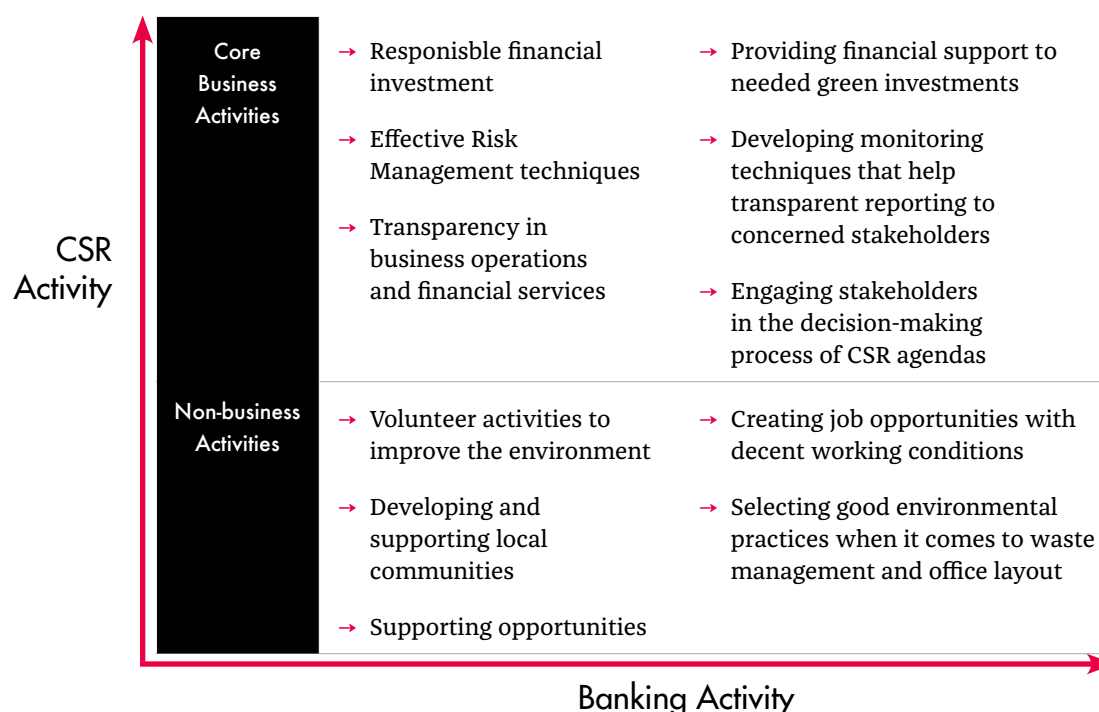 CSR
Activity
Core
Business
Activities
→ Responisble financial
investment
→ Effective Risk
Management techniques
→ Transparency in
business operations
and financial services
→ Providing financial support to
needed green investments
→ Developing monitoring
techniques that help
transparent reporting to
concerned stakeholders
→ Engaging stakeholders
in the decision-making
process of CSR agendas
Non-business
Activities
→ Volunteer activities to
improve the environment
→ Developing and
supporting local
communities
→ Supporting opportunities
→ Creating job opportunities with
decent working conditions
→ Selecting good environmental
practices when it comes to waste
management and office layout
Banking Activity